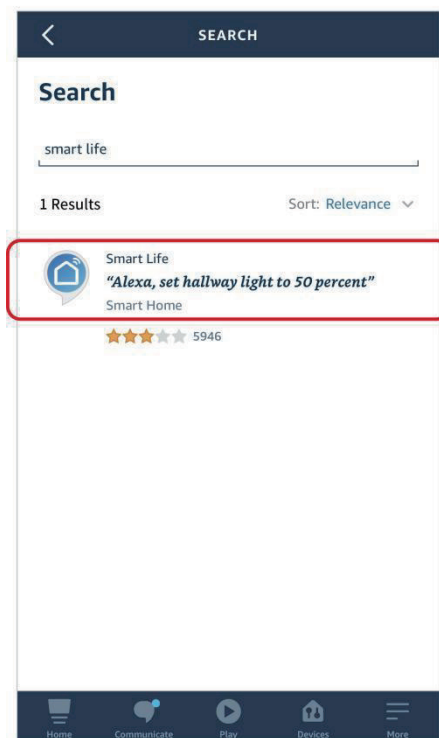 SEARCH
Search
smart life
1 Results Sort: Relevance
Smart Life
“Alexa, set hallway light to 50 percent”
Smart Home
5946
Home Communicate Play Devices More